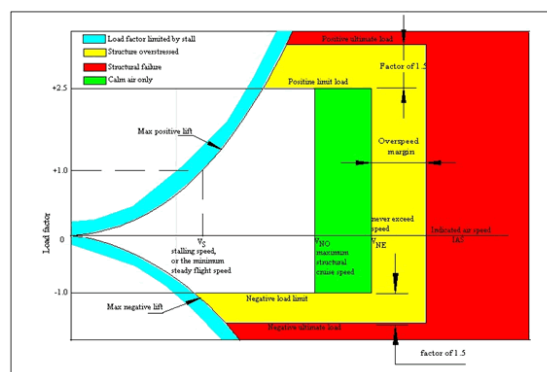 Load factor limited by stall
Structure overstressed
Structural failure
Calm air only
Positive ultimate load
Factor of 1.5
+2.5
Positive limit load
Max positive lift
Overspeed
margin
+1.0
Load factor
0
VS
stalling speed,
or the minimum
steady flight speed
VNO
maximum
structural
cruise speed
never exceed
speed
VNE
Indicated air speed
IAS
-1.0
Negative load limit
Max negative lift
Negative ultimate load
factor of 1.5